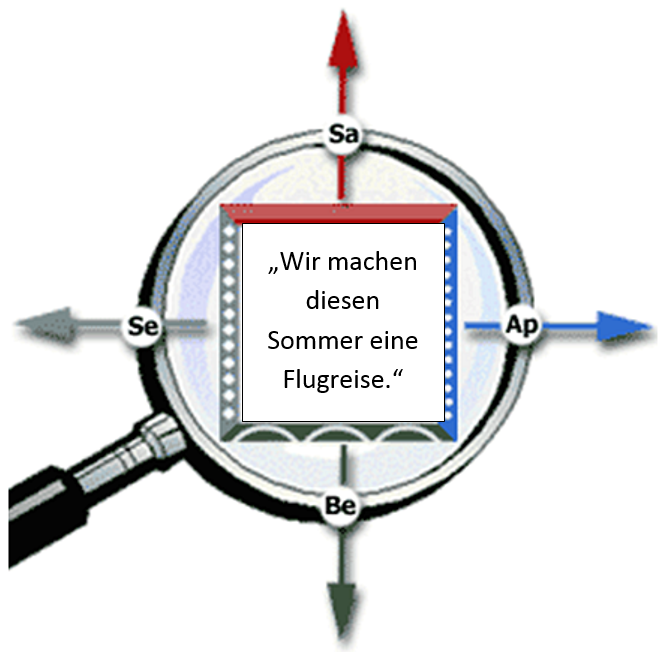 Sa
„Wir machen
diesen
Sommer eine
Flugreise.“
Se
Ap
Be